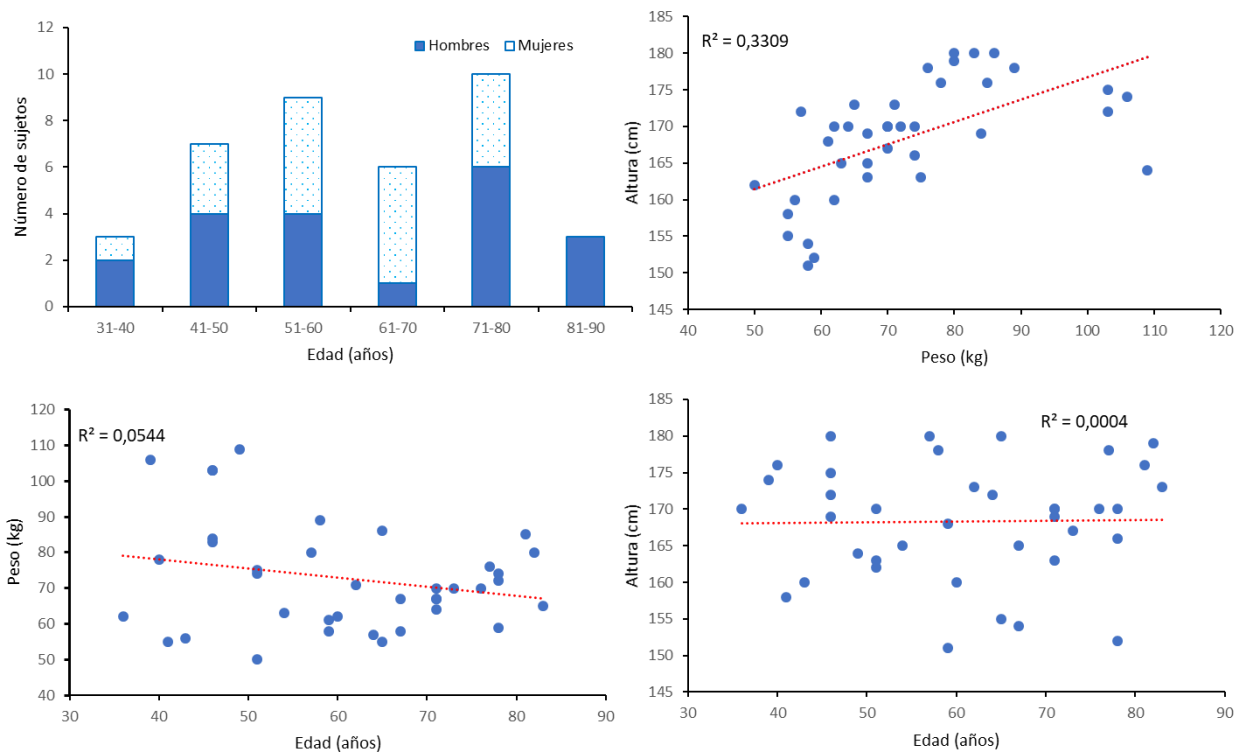 12
10
8
6
4
2
0
Número de sujetos
Hombres Mujeres
31-40 41-50 51-60 61-70 71-80 81-90
Edad (años)
R² = 0,3309
185
180
175
170
165
160
155
150
145
Altura (cm)
40 50 60 70 80 90 100 110 120
Peso (kg)
R² = 0,0544
120
110
100
90
80
70
60
50
40
Peso (kg)
30 40 50 60 70 80 90
Edad (años)
R² = 0,0004
185
180
175
170
165
160
155
150
145
Altura (cm)
30 40 50 60 70 80 90
Edad (años)